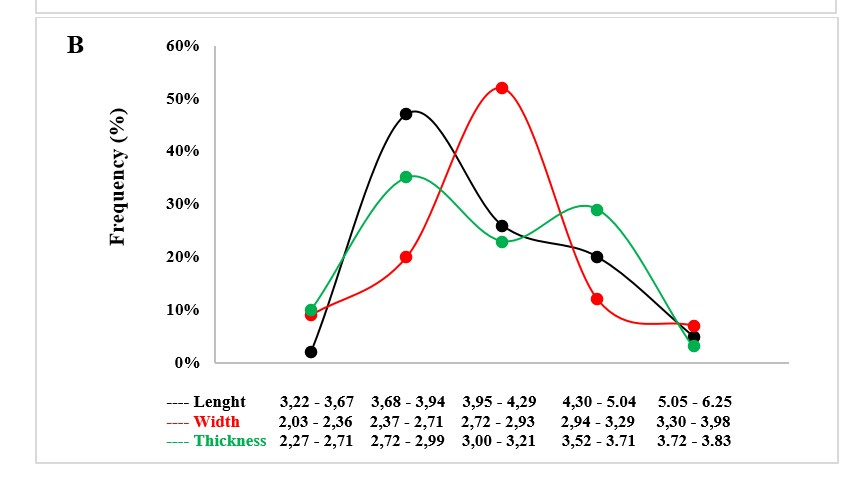 B
60%
50%
40%
30%
20%
10%
0%
Frequency (%)
---- Lenght 3,22 - 3,67 3,68 - 3,94 3,95 - 4,29 4,30 - 5.04 5.05 - 6.25
---- Width 2,03 - 2,36 2,37 - 2,71 2,72 - 2,93 2,94 - 3,29 3,30 - 3,98
---- Thickness 2,27 - 2,71 2,72 - 2,99 3,00 - 3,21 3,52 - 3.71 3.72 - 3.83